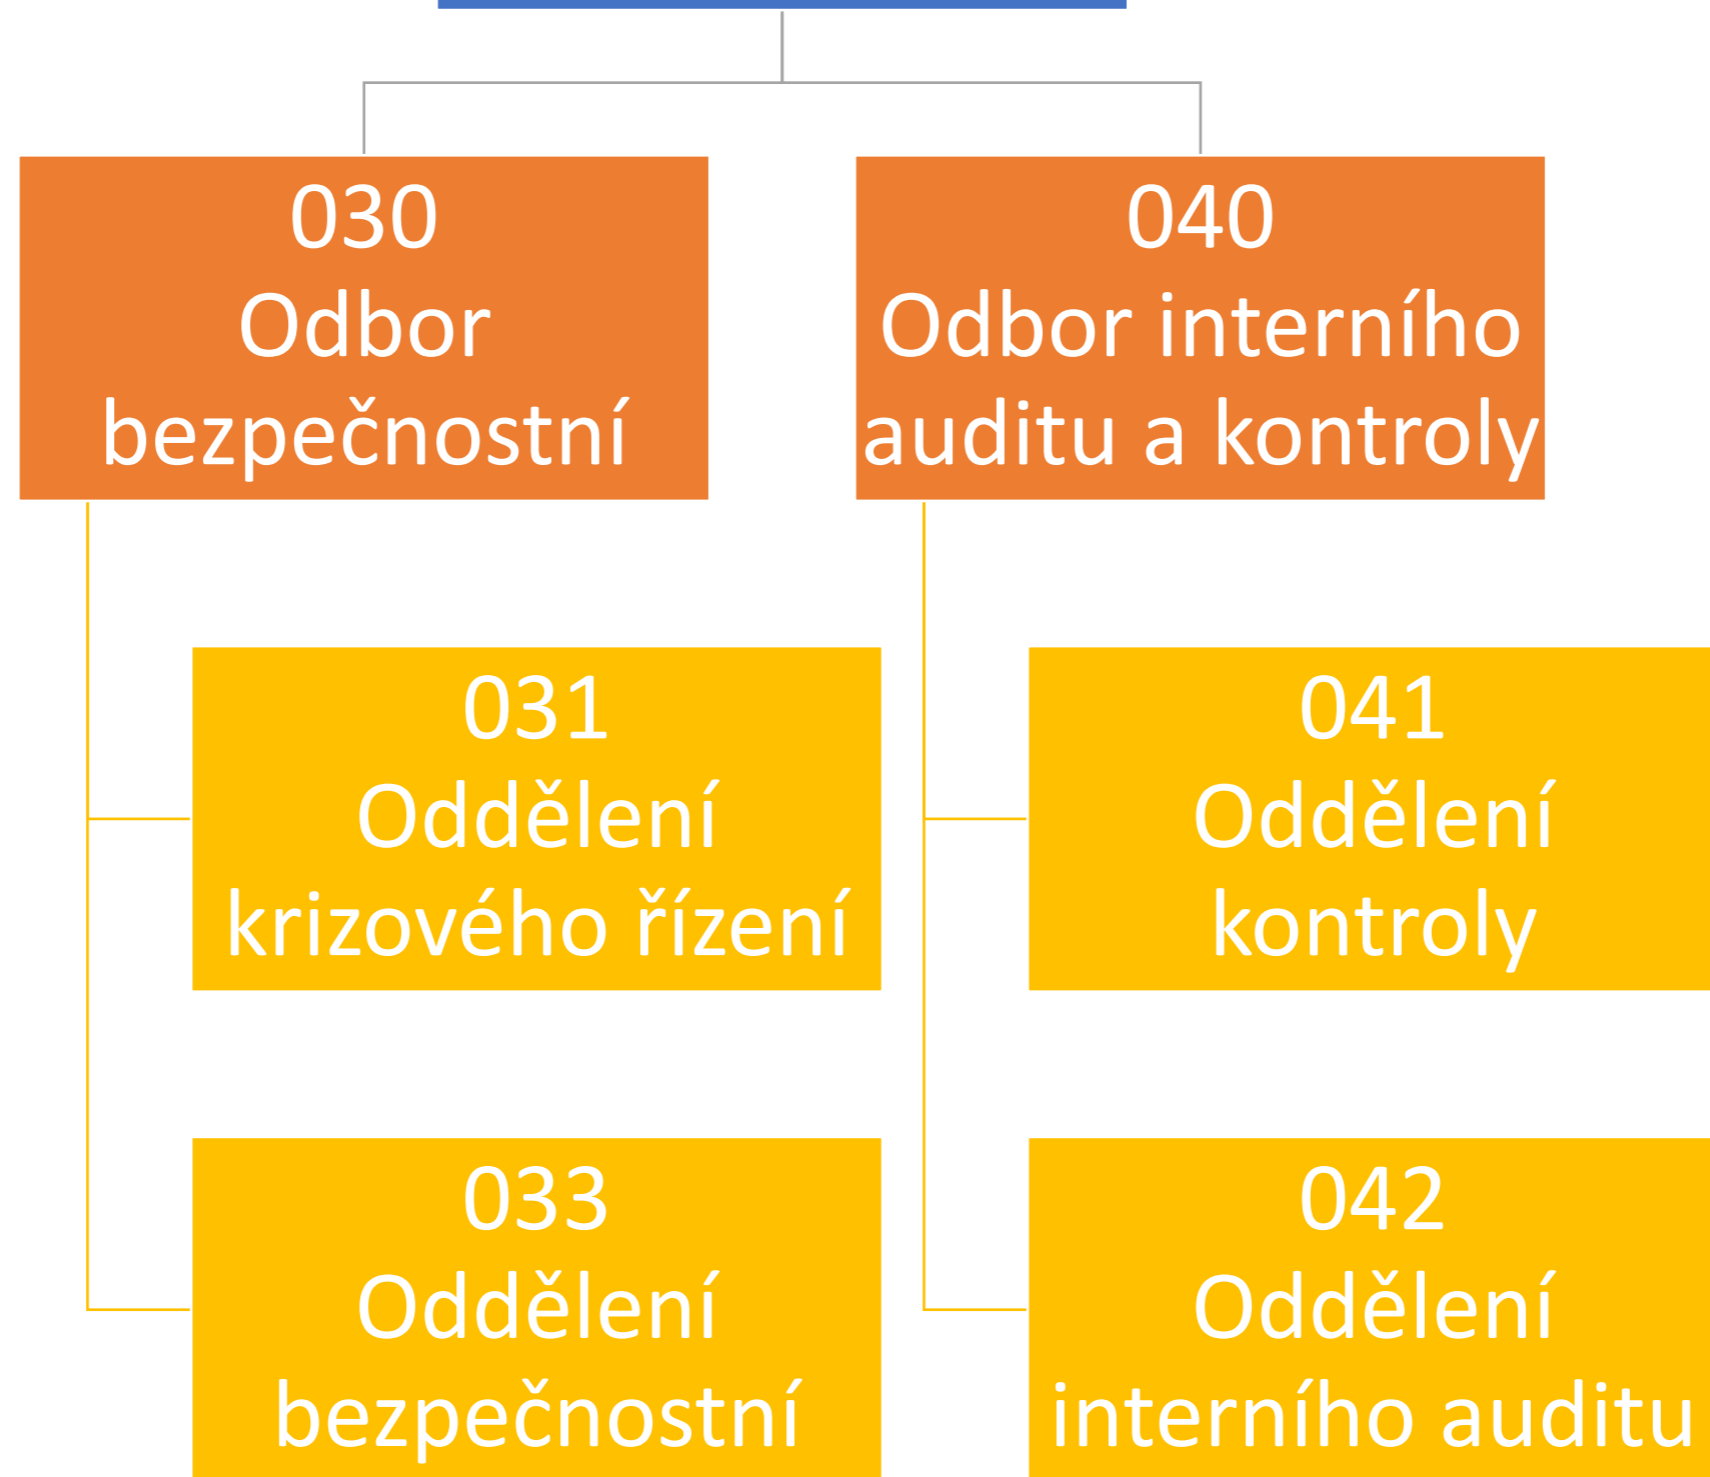 030
Odbor
bezpečnostní
040
Odbor interního
auditu a kontroly
031
Oddělení
krizového řízení
041
Oddělení
kontroly
033
Oddělení
bezpečnostní
042
Oddělení
interního auditu